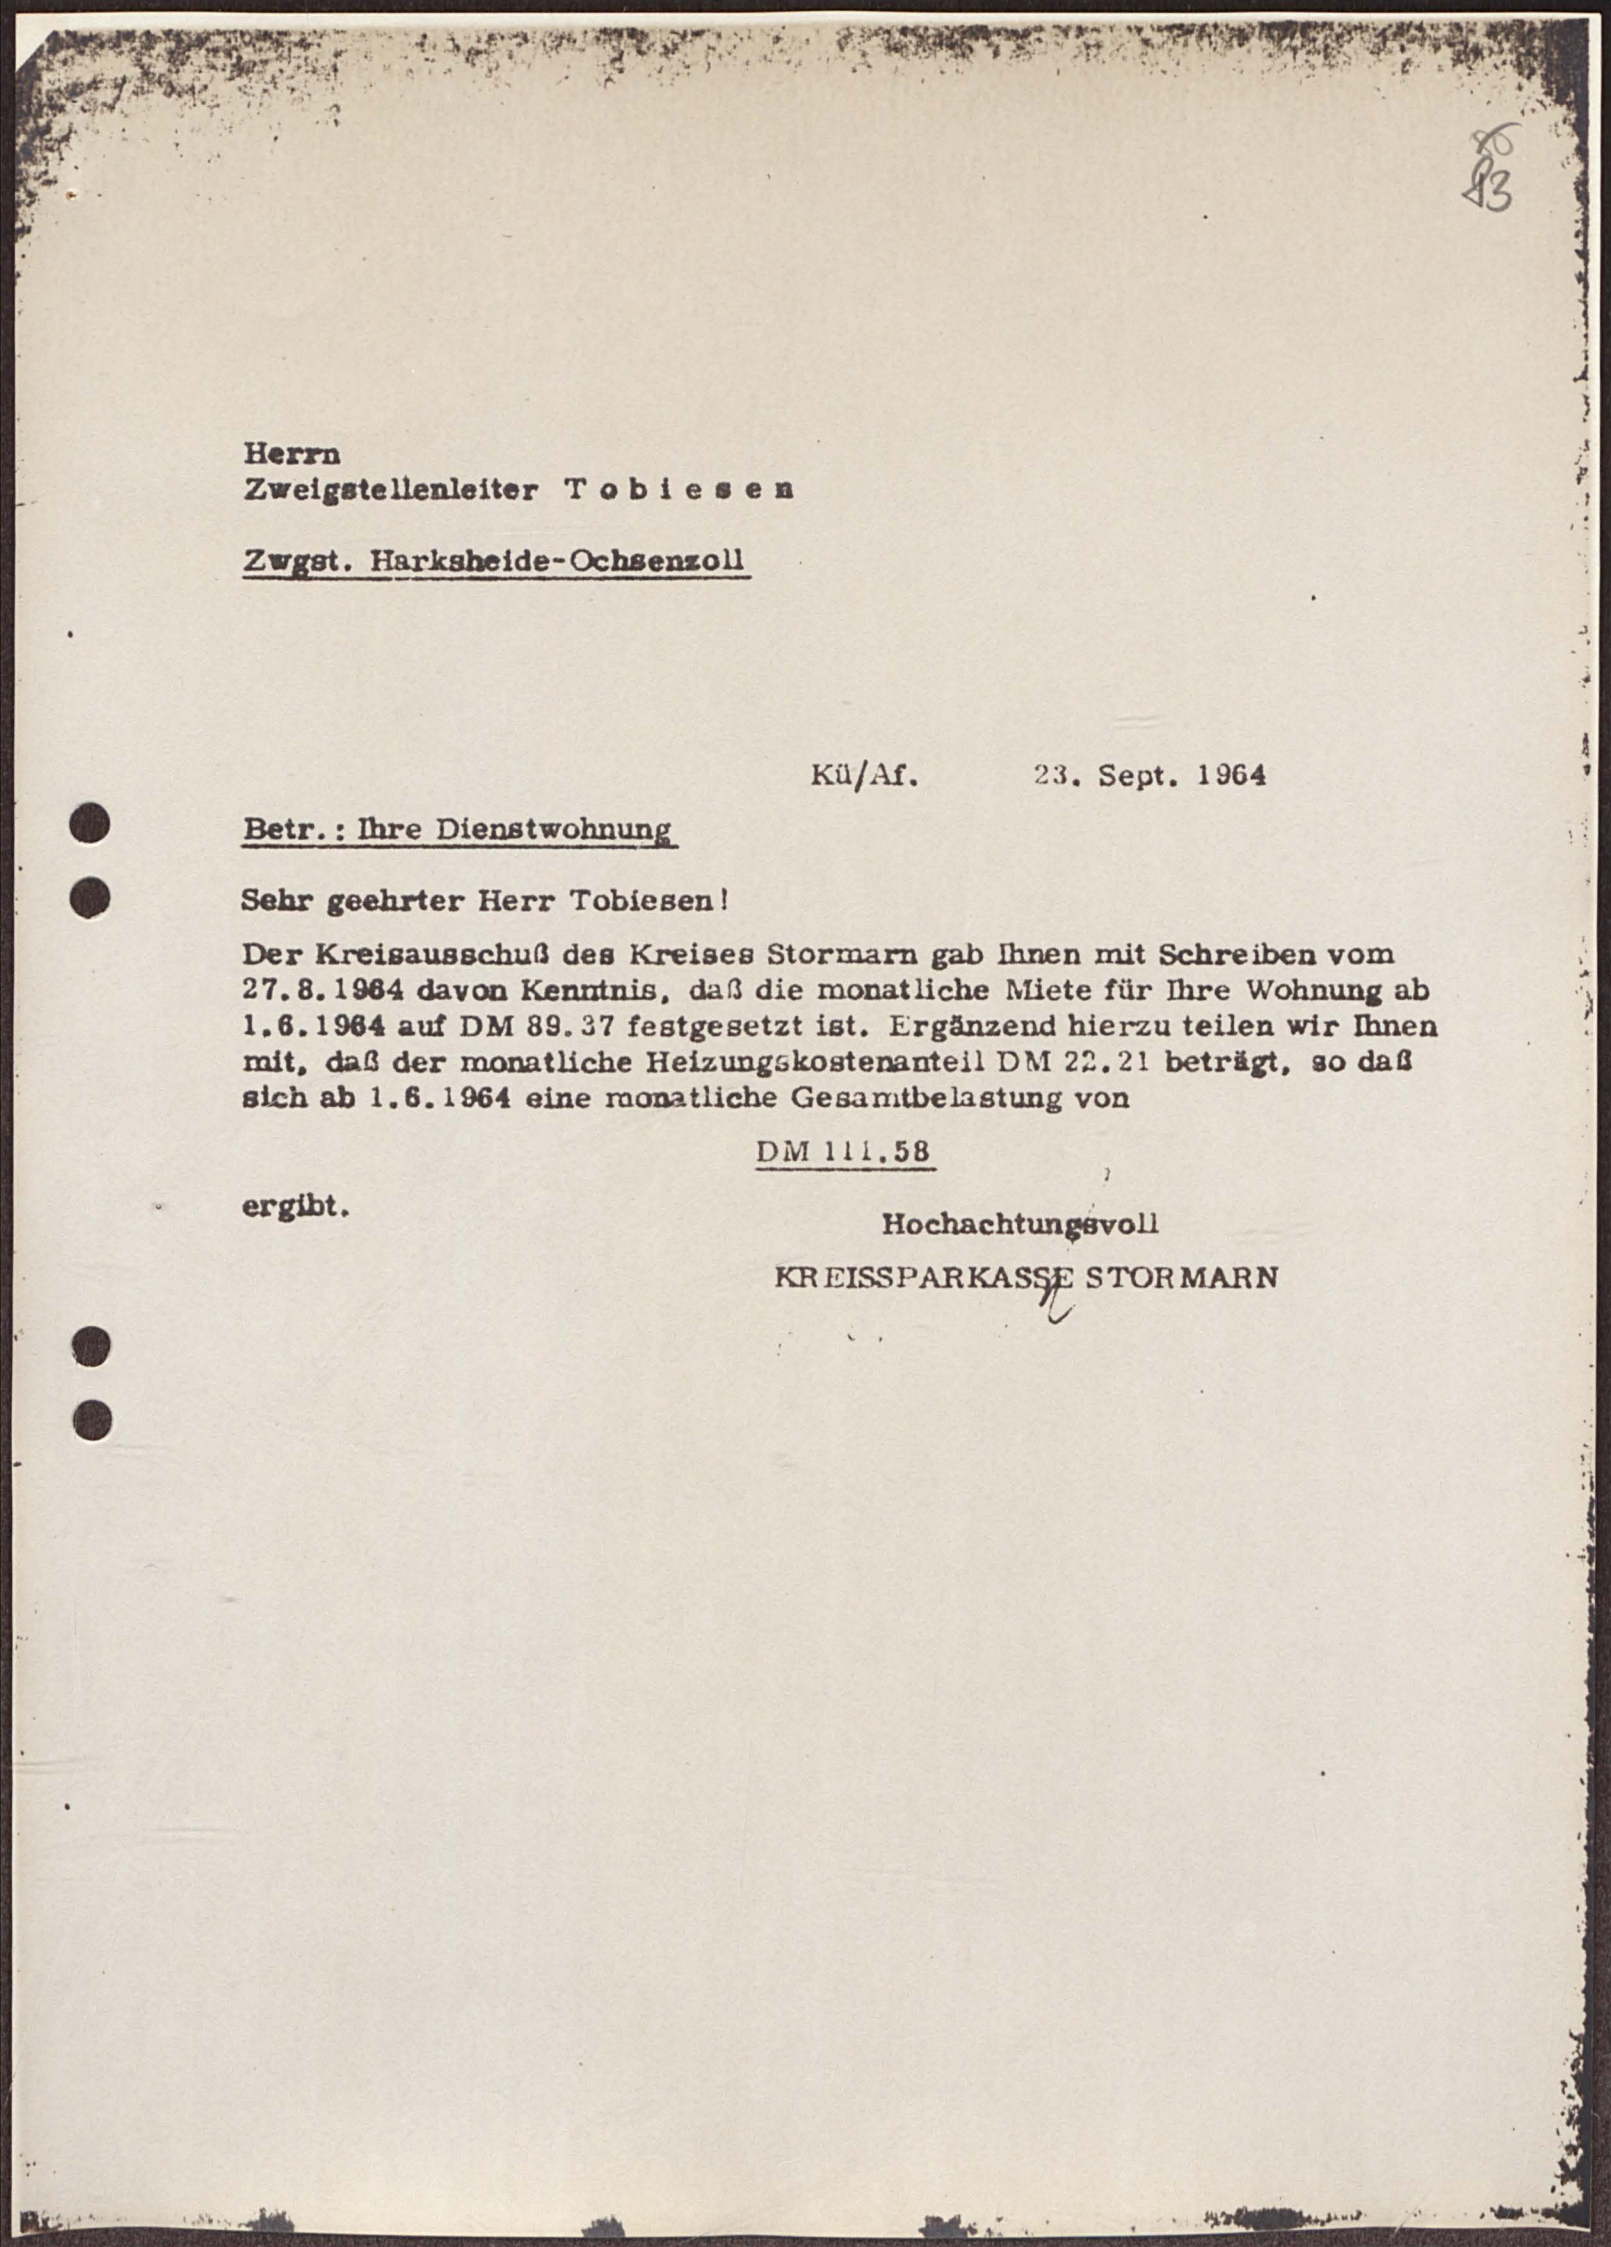 93
Herrn
Zweigstellenleiter T o b i e s e n
Zwgst. Harksheide-Ochsenzoll
Kü/Af. 23. Sept. 1964
Betr.: Ihre Dienstwohnung
Sehr geehrter Herr Tobiesen!
Der Kreisausschuß des Kreises Stormarn gab Ihnen mit Schreiben vom
27.8.1964 davon Kenntnis, daß die monatliche Miete für Ihre Wohnung ab
1.6.1964 auf DM 89.37 festgesetzt ist. Ergänzend hierzu teilen wir Ihnen
mit, daß der monatliche Heizungskostenanteil DM 22.21 beträgt, so daß
sich ab 1.6.1964 eine monatliche Gesamtbelastung von
DM 111.58
ergibt.
Hochachtungsvoll
KREISSPARKASSE STORMARN